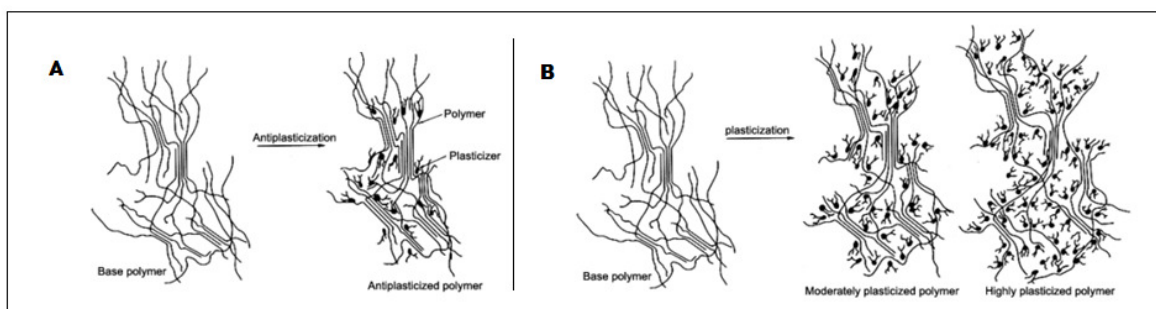 A
Antiplasticization
Polymer
Plasticizer
Base polymer
Antiplasticized polymer
B
plasticization
Base polymer
Moderately plasticized polymer
Highly plasticized polymer